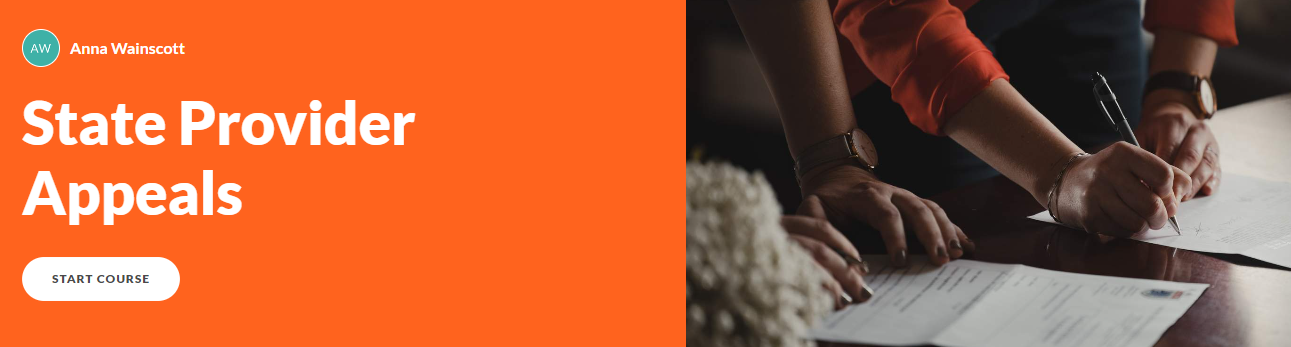 AW
Anna Wainscott
State Provider
Appeals
START COURSE